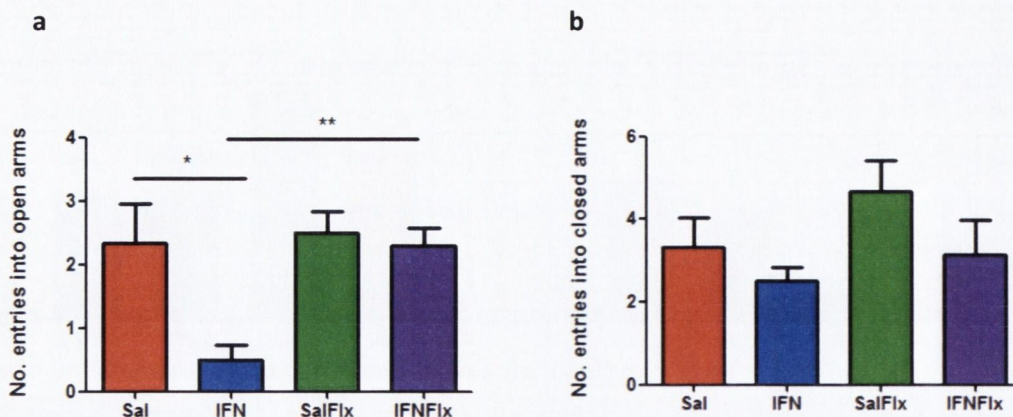 a
No. entries into open arms
4
3
2
1
0
*
**
Sal IFN SalFlx IFNFlx
b
No. entries into closed arms
6
4
2
0
Sal IFN SalFlx IFNFlx